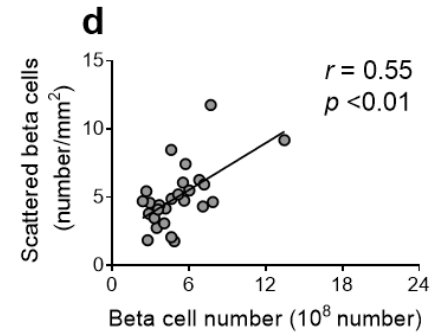 d
Scattered beta cells
(number/mm²)
15
10
5
0
r = 0.55
p <0.01
0 6 12 18 24
Beta cell number (10⁸ number)